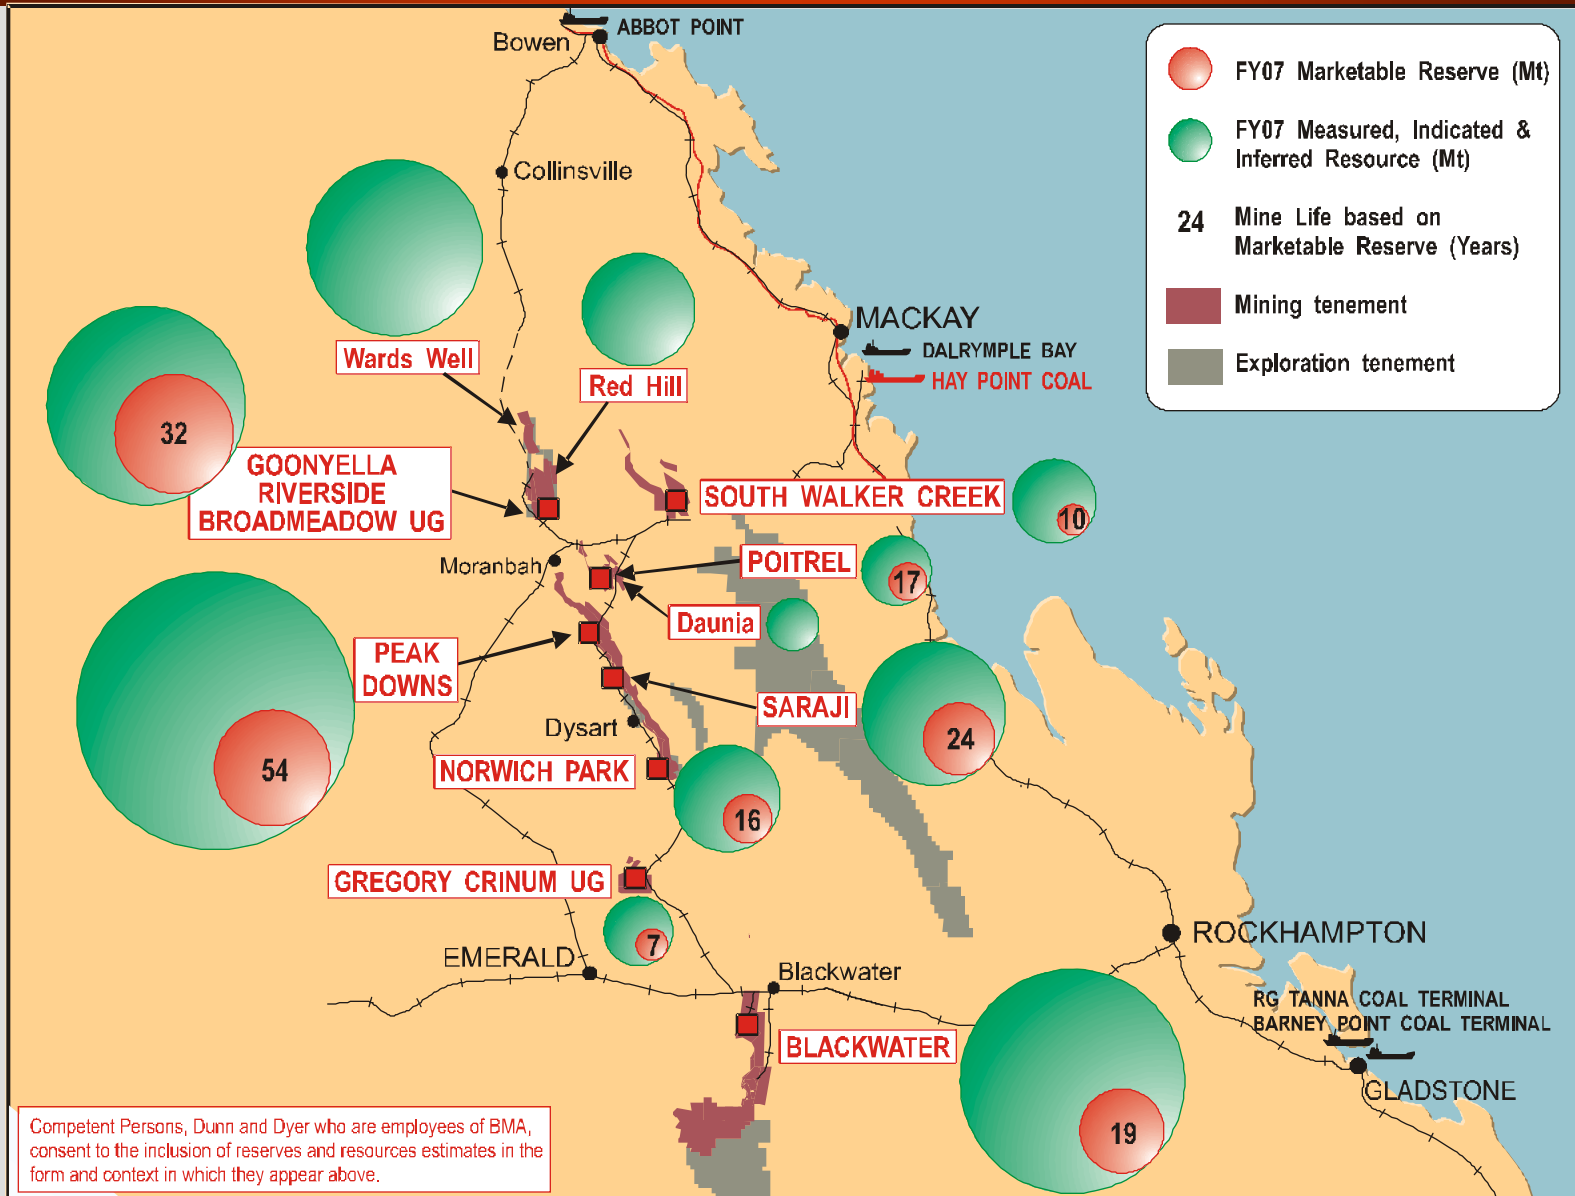 ABBOT POINT
Bowen
Collinsville
FY07 Marketable Reserve (Mt)
FY07 Measured, Indicated &
Inferred Resource (Mt)
24
Mine Life based on
Marketable Reserve (Years)
Mining tenement
Exploration tenement
MACKAY
DALRYMPLE BAY
HAY POINT COAL
Wards Well
Red Hill
32
GOONYELLA
RIVERSIDE
BROADMEADOW UG
SOUTH WALKER CREEK
10
Moranbah
POITREL
17
Daunia
PEAK
DOWNS
SARAJI
24
Dysart
54
NORWICH PARK
16
GREGORY CRINUM UG
7
EMERALD
Blackwater
ROCKHAMPTON
RG TANNA COAL TERMINAL
BARNEY POINT COAL TERMINAL
BLACKWATER
GLADSTONE
19
Competent Persons, Dunn and Dyer who are employees of BMA,
consent to the inclusion of reserves and resources estimates in the
form and context in which they appear above.